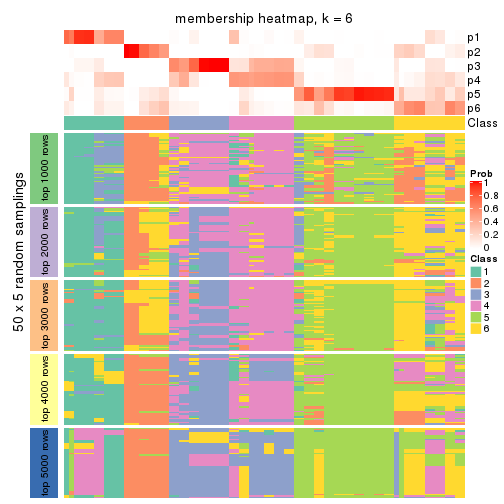 membership heatmap, k = 6
p1
p2
p3
p4
p5
p6
Class
50 x 5 random samplings
top 1000 rows
top 2000 rows
top 3000 rows
top 4000 rows
top 5000 rows
Prob
1
0.8
0.6
0.4
0.2
0
Class
1
2
3
4
5
6